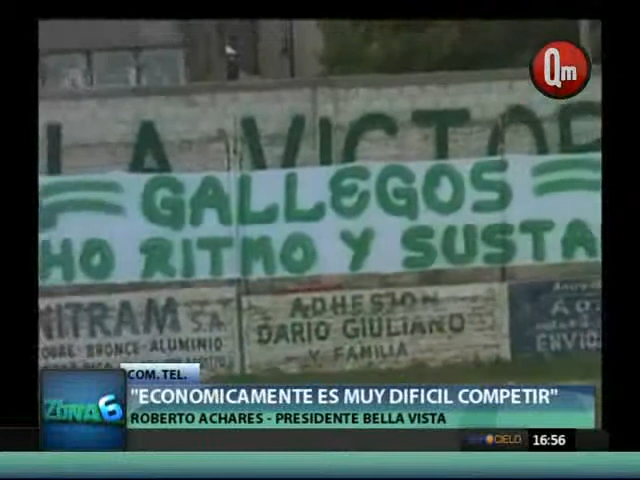 Qm
LA VICTOR
GALLEGOS
HO RITMO Y SUSTA
NITRAM S.A.
COBRE - BRONCE - ALUMINIO
ADHESION
DARIO GIULIANO
Y FAMILIA
ENVIO
COM. TEL.
ZONA 6
"ECONOMICAMENTE ES MUY DIFICIL COMPETIR"
ROBERTO ACHARES - PRESIDENTE BELLA VISTA
CIELO
16:56